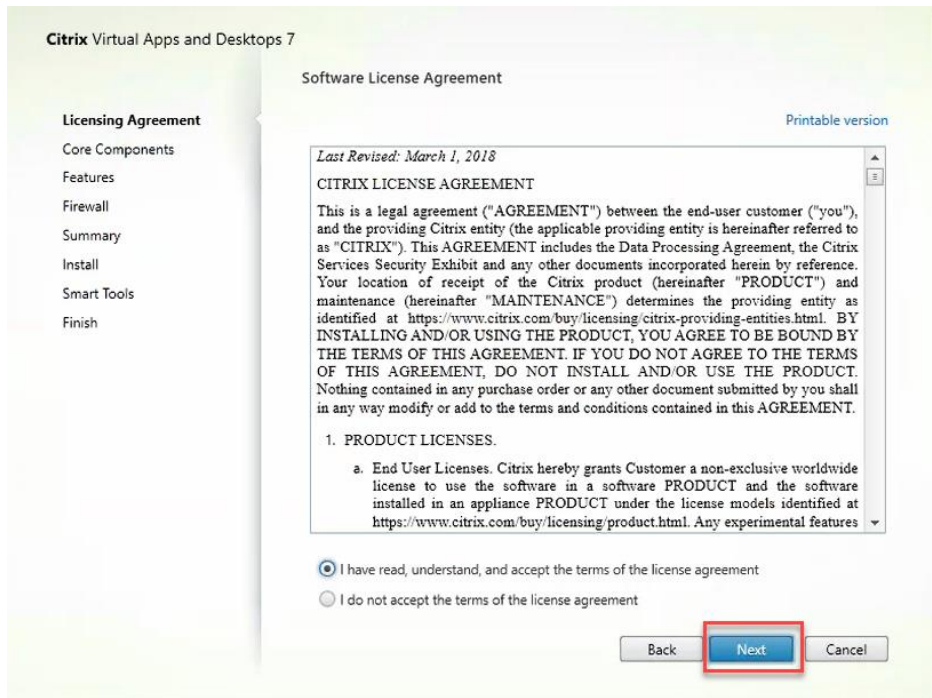 Citrix Virtual Apps and Desktops 7
Software License Agreement
Licensing Agreement
Core Components
Features
Firewall
Summary
Install
Smart Tools
Finish
Printable version
Last Revised: March 1, 2018
CITRIX LICENSE AGREEMENT
This is a legal agreement ("AGREEMENT") between the end-user customer ("you"),
and the providing Citrix entity (the applicable providing entity is hereinafter referred to
as "CITRIX"). This AGREEMENT includes the Data Processing Agreement, the Citrix
Services Security Exhibit and any other documents incorporated herein by reference.
Your location of receipt of the Citrix product (hereinafter "PRODUCT") and
maintenance (hereinafter "MAINTENANCE") determines the providing entity as
identified at https://www.citrix.com/buy/licensing/citrix-providing-entities.html. BY
INSTALLING AND/OR USING THE PRODUCT, YOU AGREE TO BE BOUND BY
THE TERMS OF THIS AGREEMENT. IF YOU DO NOT AGREE TO THE TERMS
OF THIS AGREEMENT, DO NOT INSTALL AND/OR USE THE PRODUCT.
Nothing contained in any purchase order or any other document submitted by you shall
in any way modify or add to the terms and conditions contained in this AGREEMENT.
1. PRODUCT LICENSES.
a. End User Licenses. Citrix hereby grants Customer a non-exclusive worldwide
license to use the software in a software PRODUCT and the software
installed in an appliance PRODUCT under the license models identified at
https://www.citrix.com/buy/licensing/product.html. Any experimental features
I have read, understand, and accept the terms of the license agreement
I do not accept the terms of the license agreement
Back
Next
Cancel